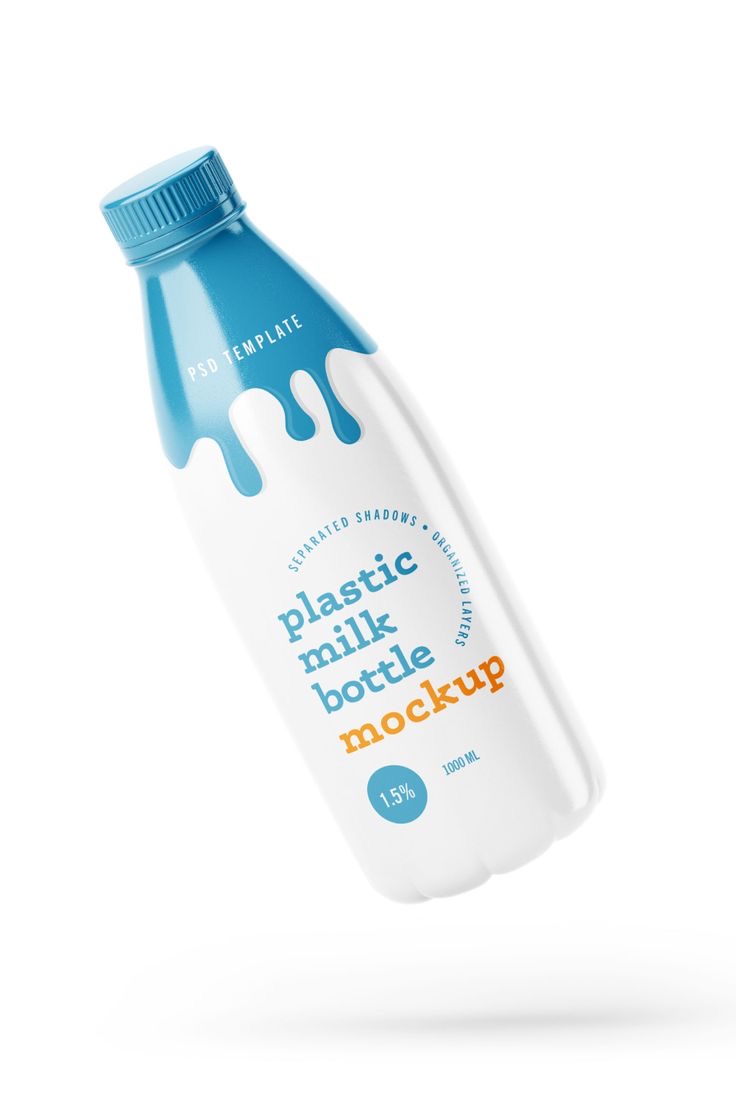 PSD TEMPLATE
SEPARATED SHADOWS • ORGANIZED LAYERS
plastic
milk
bottle
mockup
1.5%
1000 ML